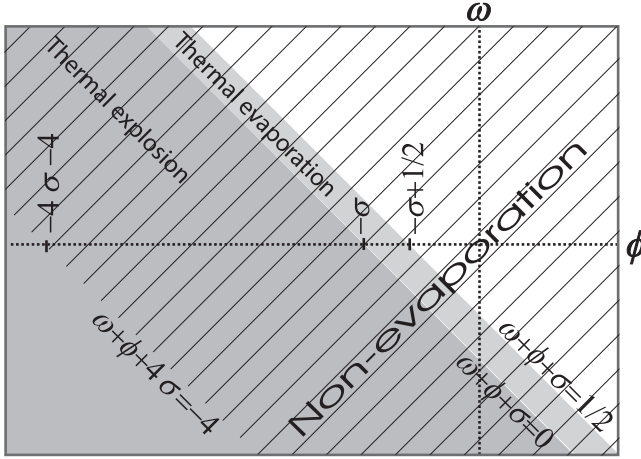 ω
Thermal explosion
Thermal evaporation
−4 σ −4
−σ
−σ+1/2
Non-evaporation
ϕ
ω+ϕ+4 σ=−4
ω+ϕ+σ=0
ω+ϕ+σ=1/2